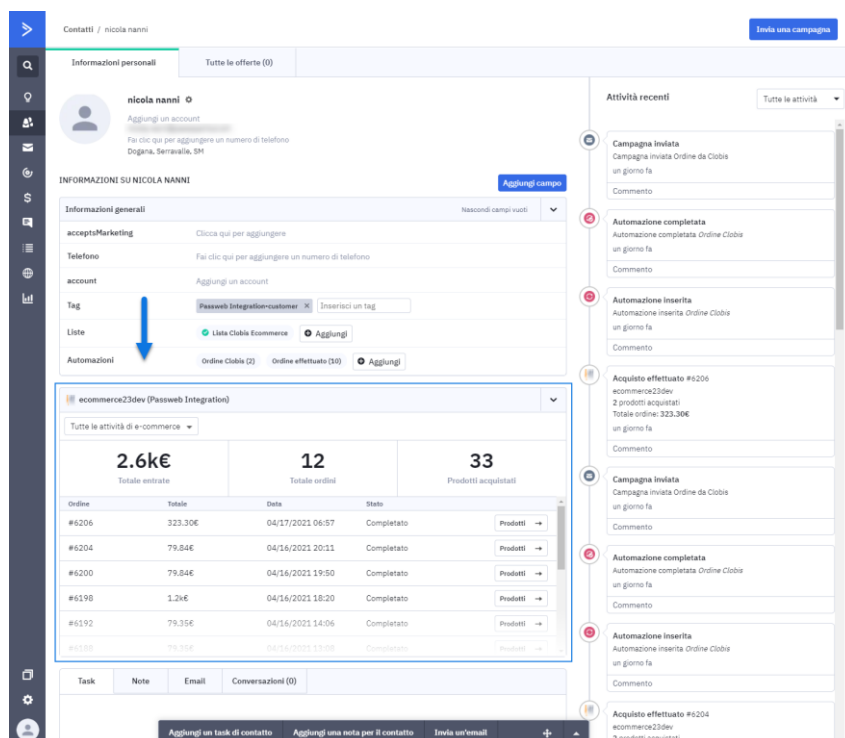 Contatti / nicola nanni
Invia una campagna
Informazioni personali
Tutte le offerte (0)
nicola nanni
Aggiungi un account
Fai clic qui per aggiungere un numero di telefono
Dogana, Serravalle, SM
INFORMAZIONI SU NICOLA NANNI
Aggiungi campo
Informazioni generali
Nascondi campi vuoti
acceptsMarketing
Clicca qui per aggiungere
Telefono
Fai clic qui per aggiungere un numero di telefono
account
Aggiungi un account
Tag
Passweb Integration-customer ×
Inserisci un tag
Liste
Lista Clobis Ecommerce
Aggiungi
Automazioni
Ordine Clobis (2)
Ordine effettuato (10)
Aggiungi
ecommerce23dev (Passweb Integration)
Tutte le attività di e-commerce
2.6k€
Totale entrate
12
Totale ordini
33
Prodotti acquistati
Ordine Totale Data Stato
#6206 323.30€ 04/17/2021 06:57 Completato Prodotti →
#6204 79.84€ 04/16/2021 20:11 Completato Prodotti →
#6200 79.84€ 04/16/2021 19:50 Completato Prodotti →
#6198 1.2k€ 04/16/2021 18:20 Completato Prodotti →
#6192 79.35€ 04/16/2021 14:06 Completato Prodotti →
79.35€ 04/16/2021 12:08 Completato Prodotti →
Task
Note
Email
Conversazioni (0)
Aggiungi un task di contatto
Aggiungi una nota per il contatto
Invia un'email
Attività recenti
Tutte le attività
Campagna inviata
Campagna inviata Ordine da Clobis
un giorno fa
Commento
Automazione completata
Automazione completata Ordine Clobis
un giorno fa
Commento
Automazione inserita
Automazione inserita Ordine Clobis
un giorno fa
Commento
Acquisto effettuato #6206
ecommerce23dev
2 prodotti acquistati
Totale ordine: 323.30€
un giorno fa
Commento
Campagna inviata
Campagna inviata Ordine da Clobis
un giorno fa
Commento
Automazione completata
Automazione completata Ordine Clobis
un giorno fa
Commento
Automazione inserita
Automazione inserita Ordine Clobis
un giorno fa
Commento
Acquisto effettuato #6204
ecommerce23dev
prodotti acquistati